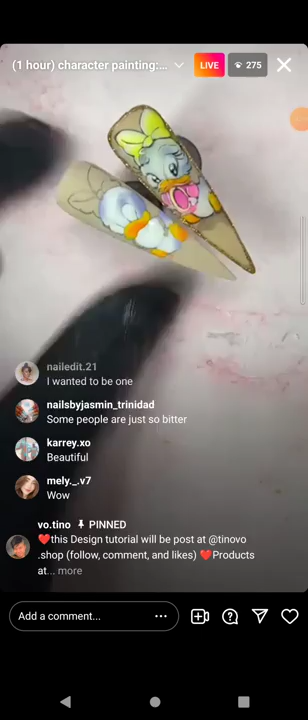 (1 hour) character painting:...
LIVE
275
nailedit.21
I wanted to be one
nailsbyjasmin_trinidad
Some people are just so bitter
karrey.xo
Beautiful
mely._.v7
Wow
vo.tino PINNED
❤️this Design tutorial will be post at @tinovo
.shop (follow, comment, and likes) ❤️Products
at... more
Add a comment...